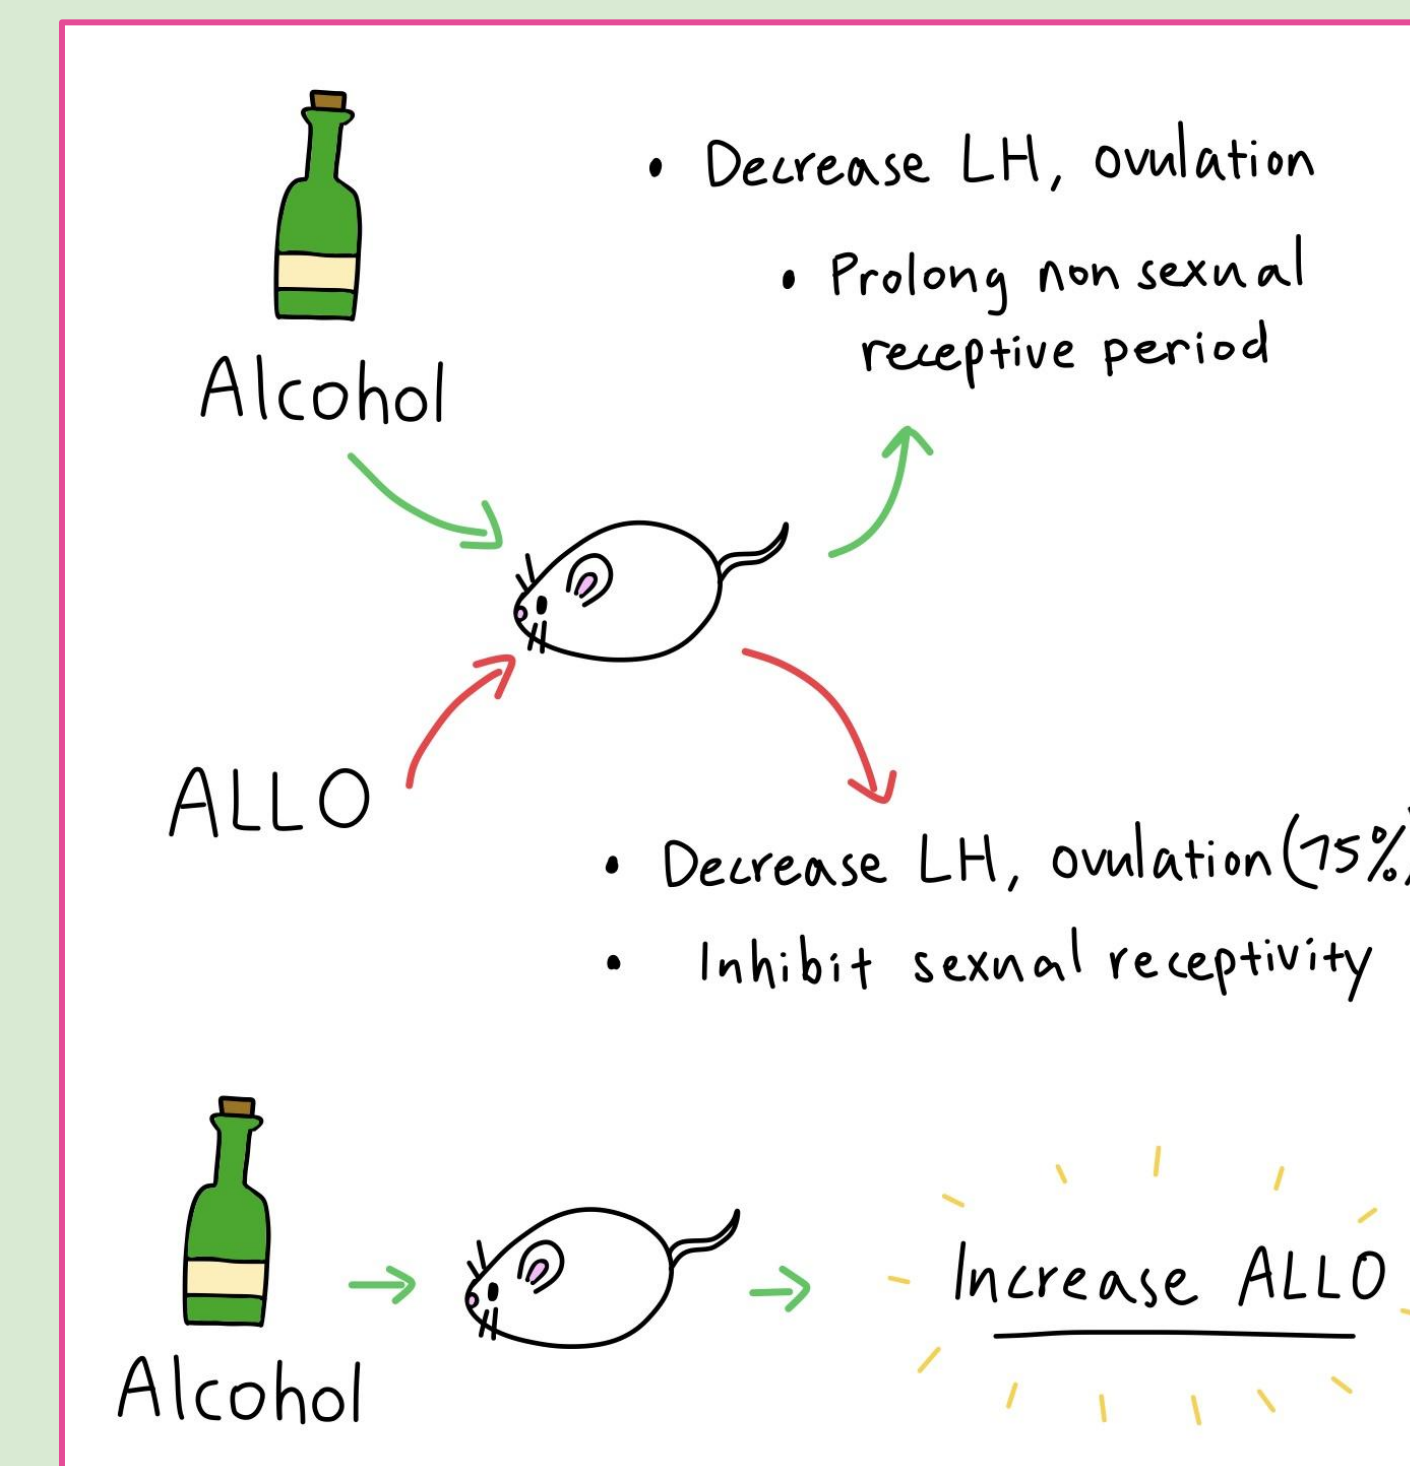 Alcohol
• Decrease LH, ovulation
• Prolong non sexual
receptive period
ALLO
• Decrease LH, ovulation (75%)
• Inhibit sexual receptivity
Alcohol
Increase ALLO